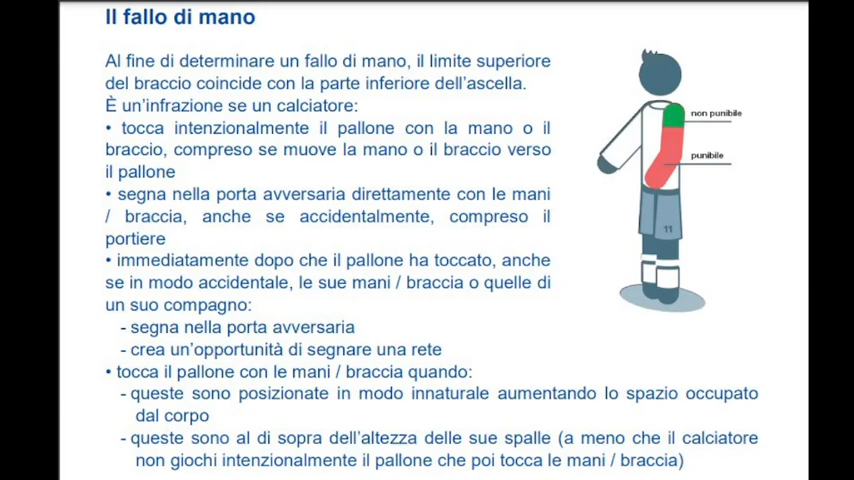 Il fallo di mano
Al fine di determinare un fallo di mano, il limite superiore
del braccio coincide con la parte inferiore dell'ascella.
È un'infrazione se un calciatore:
• tocca intenzionalmente il pallone con la mano o il
braccio, compreso se muove la mano o il braccio verso
il pallone
• segna nella porta avversaria direttamente con le mani
/ braccia, anche se accidentalmente, compreso il
portiere
• immediatamente dopo che il pallone ha toccato, anche
se in modo accidentale, le sue mani / braccia o quelle di
un suo compagno:
- segna nella porta avversaria
- crea un'opportunità di segnare una rete
• tocca il pallone con le mani / braccia quando:
- queste sono posizionate in modo innaturale aumentando lo spazio occupato
dal corpo
- queste sono al di sopra dell'altezza delle sue spalle (a meno che il calciatore
non giochi intenzionalmente il pallone che poi tocca le mani / braccia)
non punibile
punibile
11